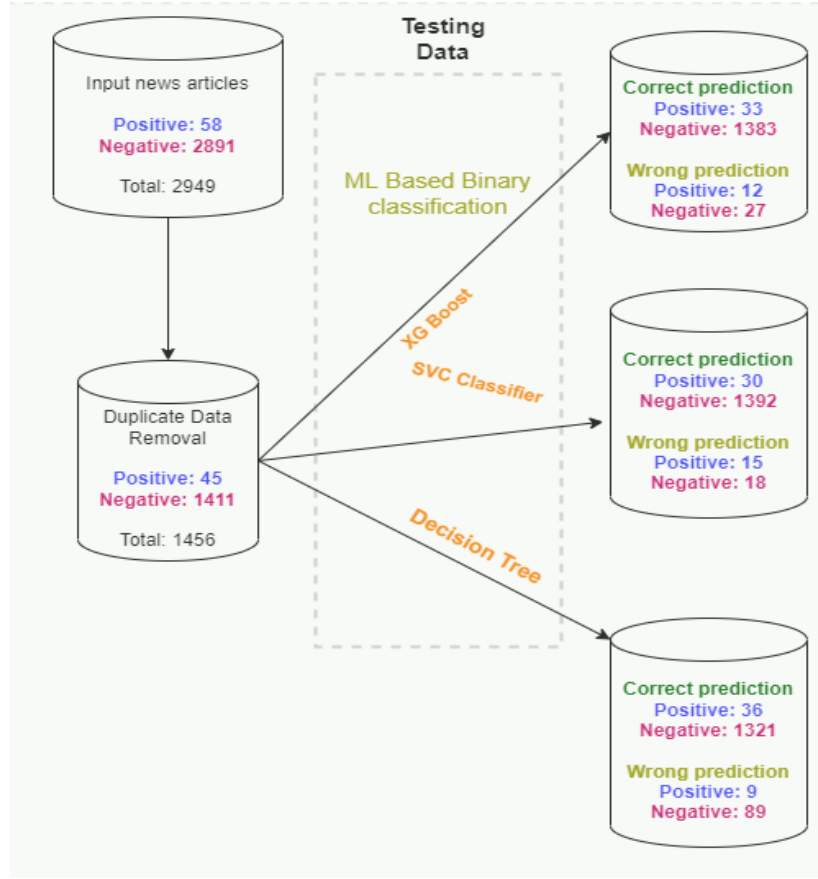 Testing
Data
Input news articles
Positive: 58
Negative: 2891
Total: 2949
Duplicate Data
Removal
Positive: 45
Negative: 1411
Total: 1456
ML Based Binary
classification
XG Boost
SVC Classifier
Decision Tree
Correct prediction
Positive: 33
Negative: 1383
Wrong prediction
Positive: 12
Negative: 27
Correct prediction
Positive: 30
Negative: 1392
Wrong prediction
Positive: 15
Negative: 18
Correct prediction
Positive: 36
Negative: 1321
Wrong prediction
Positive: 9
Negative: 89